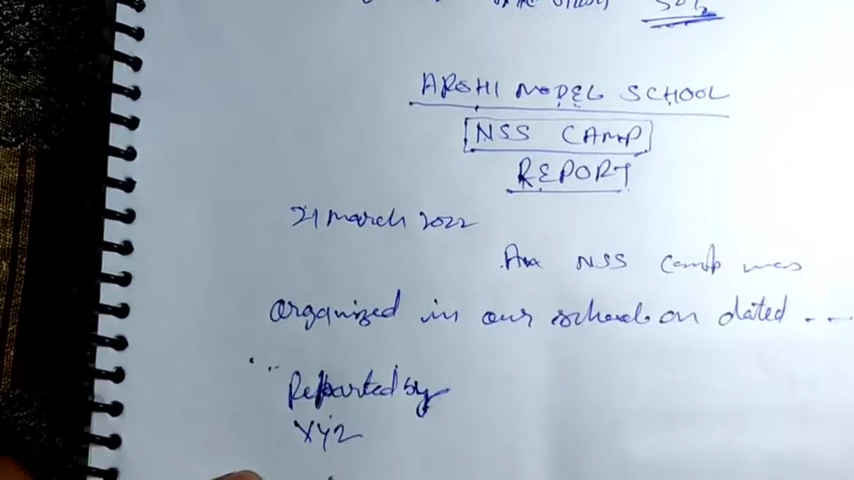 ARSHI MODEL SCHOOL
NSS CAMP
REPORT
21 march 2022
An NSS Camp was
organized in our school on dated ...
Reported by
XYZ